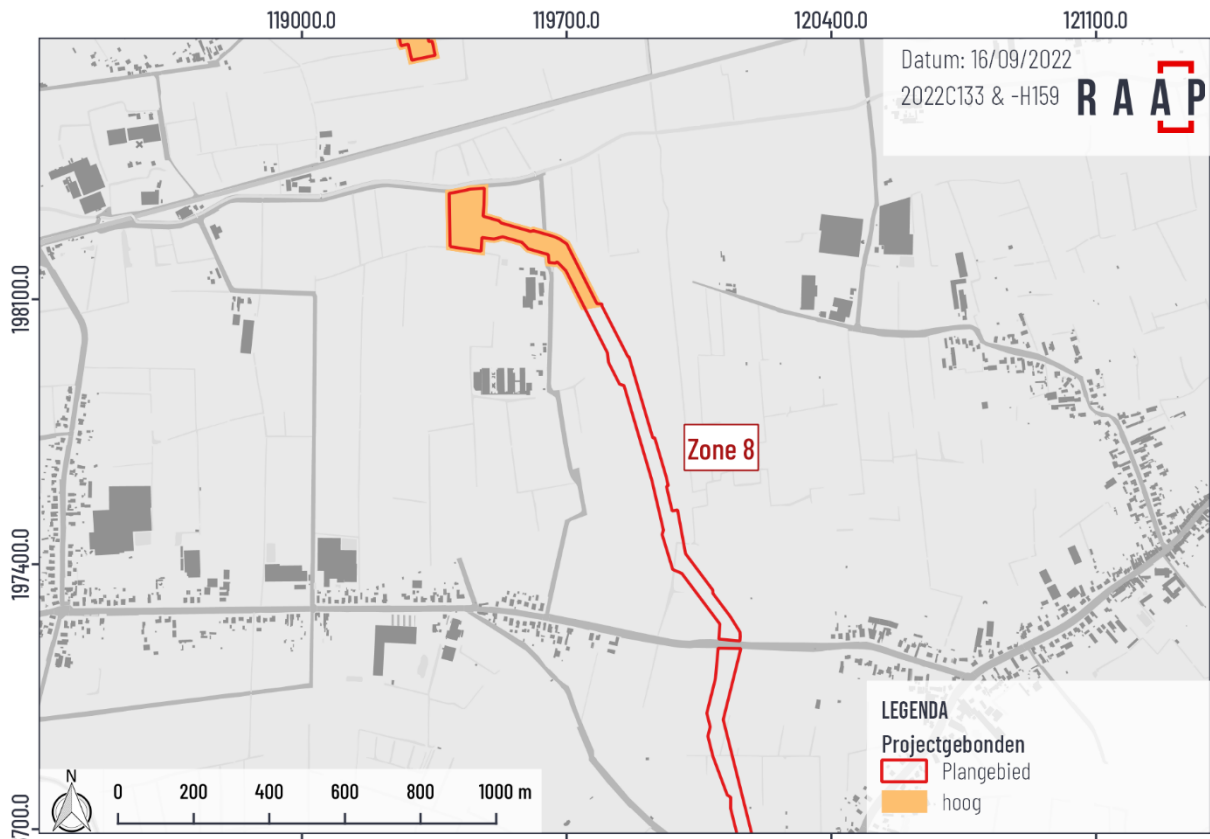 119000.0
119700.0
120400.0
121100.0
Datum: 16/09/2022
2022C133 & -H159
RAAP
198100.0
Zone 8
197400.0
LEGENDA
Projectgebonden
Plangebied
hoog
N
0 200 400 600 800 1000 m
7000.0